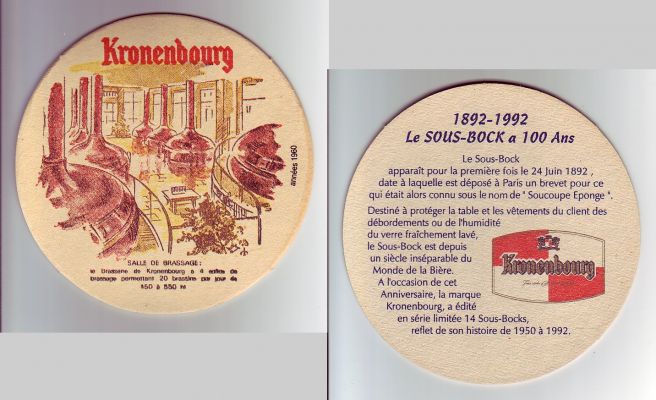 Kronenbourg
années 1960
SALLE DE BRASSAGE:
la Brasserie de Kronenbourg a 4 salles de
brassage permettant 20 brassins par jour de
450 à 550 Hl
1892-1992
Le SOUS-BOCK a 100 Ans
Le Sous-Bock
apparaît pour la première fois le 24 Juin 1892 ,
date à laquelle est déposé à Paris un brevet pour ce
qui était alors connu sous le nom de " Soucoupe Eponge ".
Destiné à protéger la table et les vêtements du client des
débordements ou de l'humidité
du verre fraîchement lavé,
le Sous-Bock est depuis
un siècle inséparable du
Monde de la Bière.
A l'occasion de cet
Anniversaire, la marque
Kronenbourg, a édité
en série limitée 14 Sous-Bocks,
reflet de son histoire de 1950 à 1992.
Kronenbourg